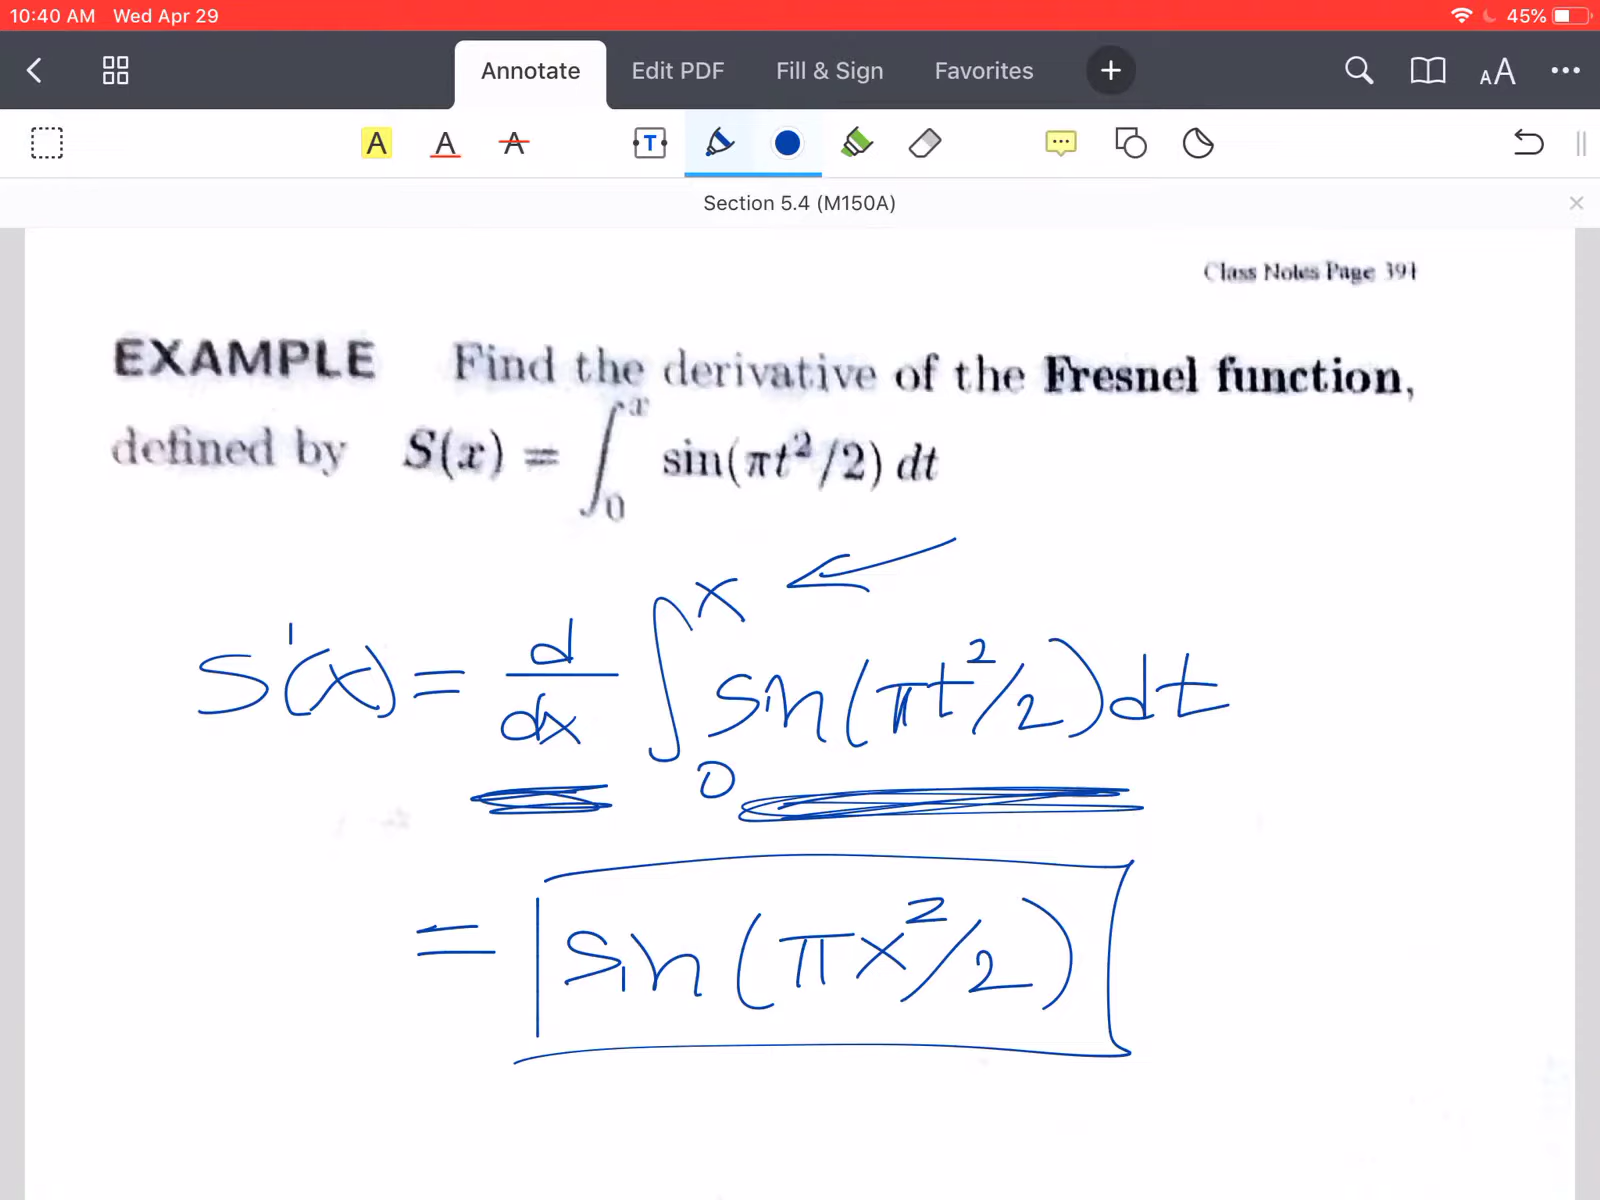 10:40 AM Wed Apr 29 45%
Annotate Edit PDF Fill & Sign Favorites + AA
A A A T
Section 5.4 (M150A)
Class Notes Page 391
EXAMPLE Find the derivative of the Fresnel function,
defined by S(x) = ∫₀ˣ sin(πt²/2) dt
S'(x) = d/dx ∫₀ˣ sin(πt²/2)dt
= sin(πx²/2)